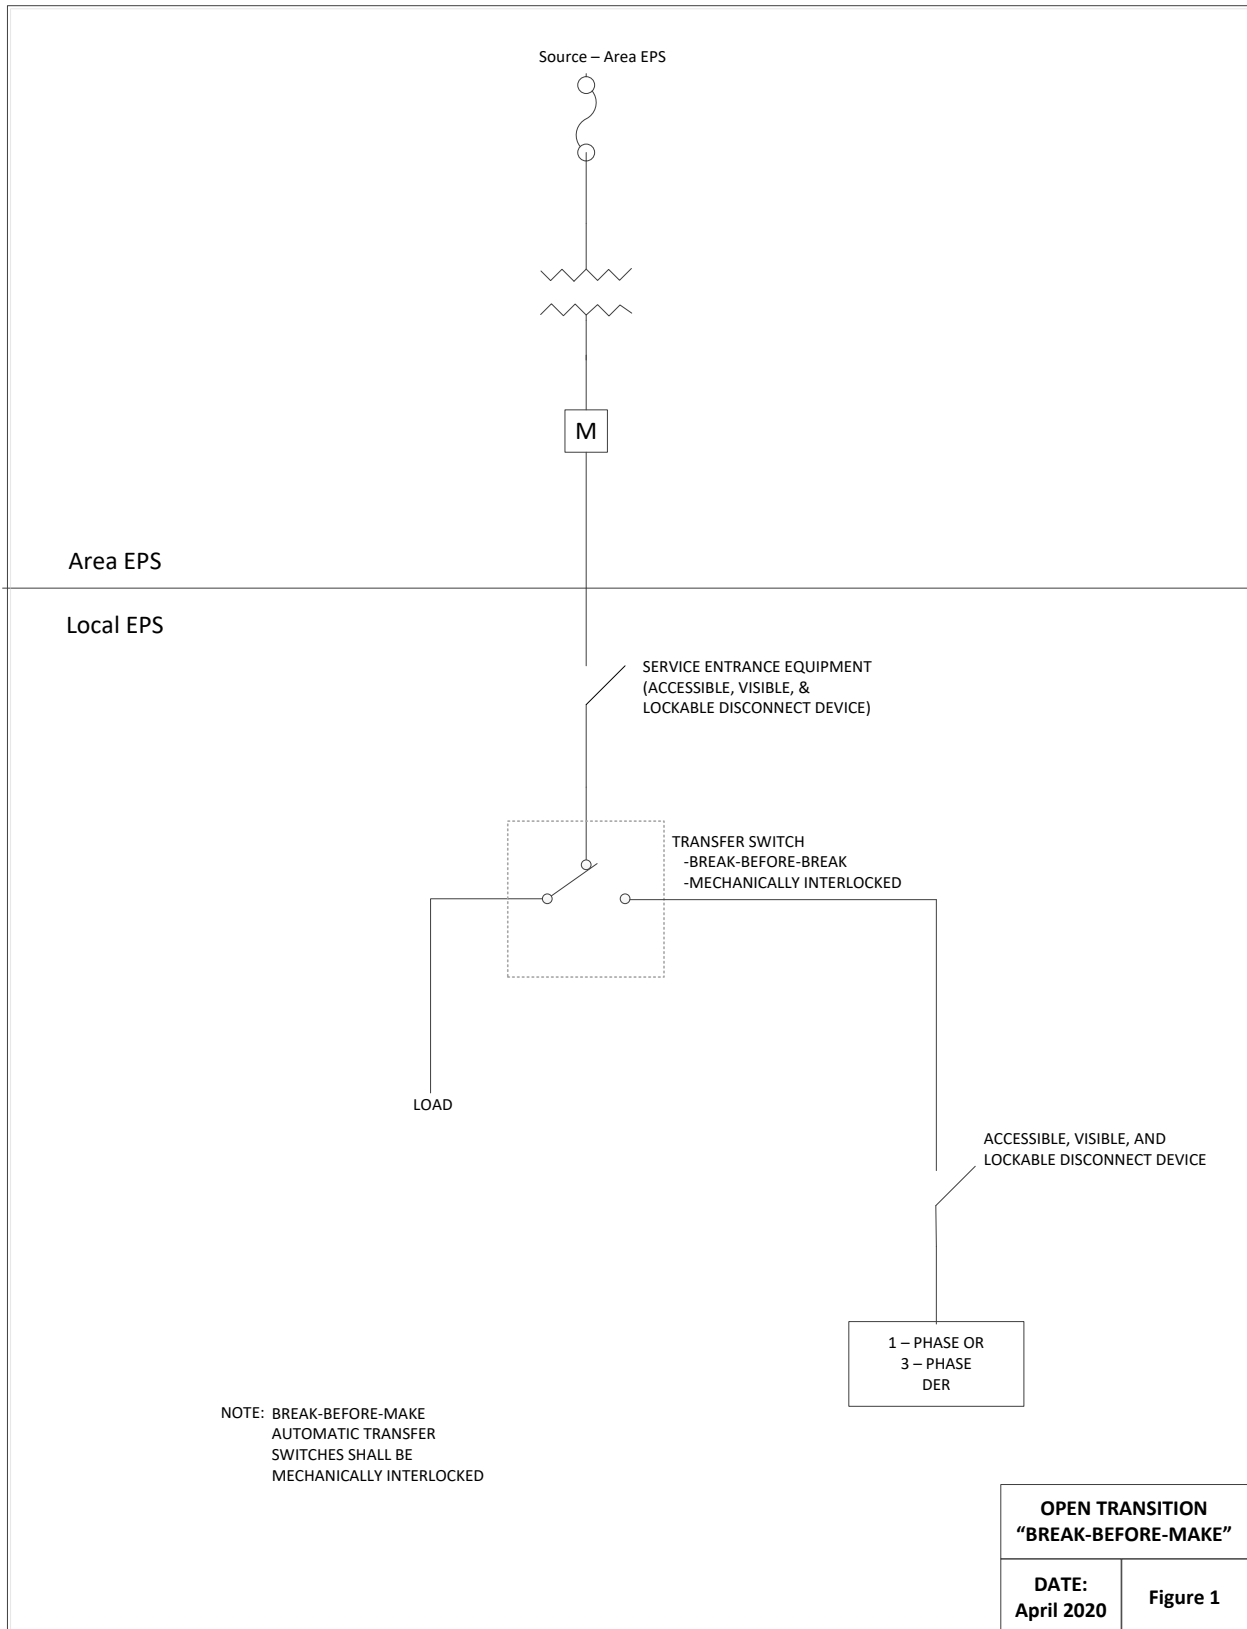 Source – Area EPS
M
Area EPS
Local EPS
SERVICE ENTRANCE EQUIPMENT
(ACCESSIBLE, VISIBLE, &
LOCKABLE DISCONNECT DEVICE)
TRANSFER SWITCH
-BREAK-BEFORE-BREAK
-MECHANICALLY INTERLOCKED
LOAD
ACCESSIBLE, VISIBLE, AND
LOCKABLE DISCONNECT DEVICE
1 – PHASE OR
3 – PHASE
DER
NOTE: BREAK-BEFORE-MAKE
AUTOMATIC TRANSFER
SWITCHES SHALL BE
MECHANICALLY INTERLOCKED
OPEN TRANSITION
“BREAK-BEFORE-MAKE”
DATE:
April 2020
Figure 1